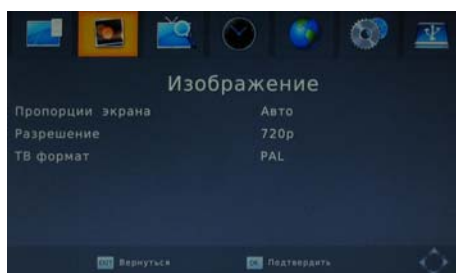 Изображение
Пропорции экрана Авто
Разрешение 720p
ТВ формат PAL
EXIT Вернуться OK Подтвердить